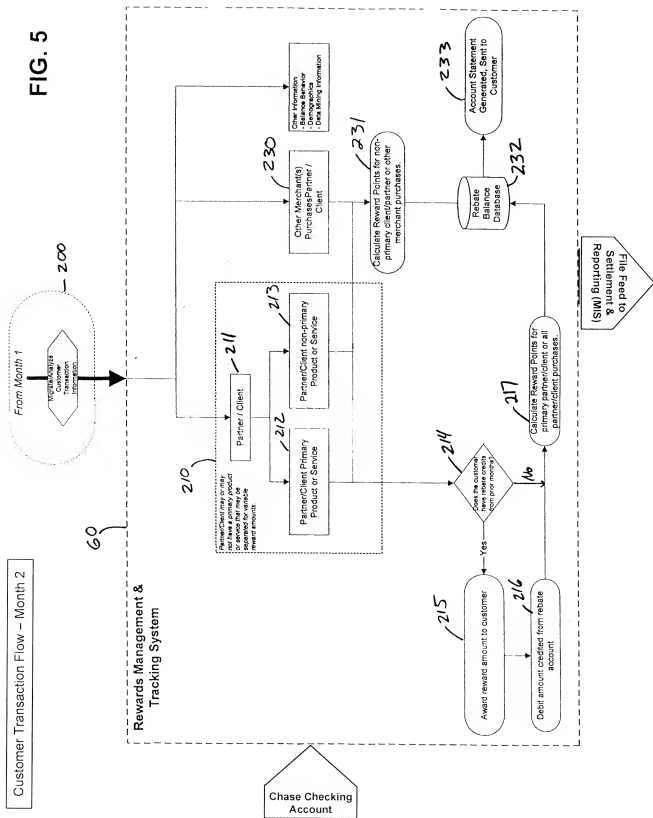 Customer Transaction Flow – Month 2
FIG. 5
From Month 1
200
Migrate/Analyze
Customer
Transaction
Information
60
Rewards Management &
Tracking System
210
Partner/Client may or may
not have a primary product
or service that may be
separated for variable
reward amounts.
Partner / Client
211
212
213
Partner/Client Primary
Product or Service
Partner/Client non-primary
Product or Service
Other Merchant(s)
PurchasesPartner /
Client
230
Other Information
- Balance Behavior
- Demographics
- Data Mining Information
Calculate Reward Points for non-
primary client/partner or other
merchant purchases.
231
Does the customer
have rebate credits
from prior months?
214
Yes
No
215
Award reward amount to customer
216
Debit amount credited from rebate
account
217
Calculate Reward Points for
primary partner/client or all
partner/client purchases.
Rebate
Balance
Database
232
Account Statement
Generated, Sent to
Customer
233
Chase Checking
Account
File Feed to
Settlement &
Reporting (MIS)